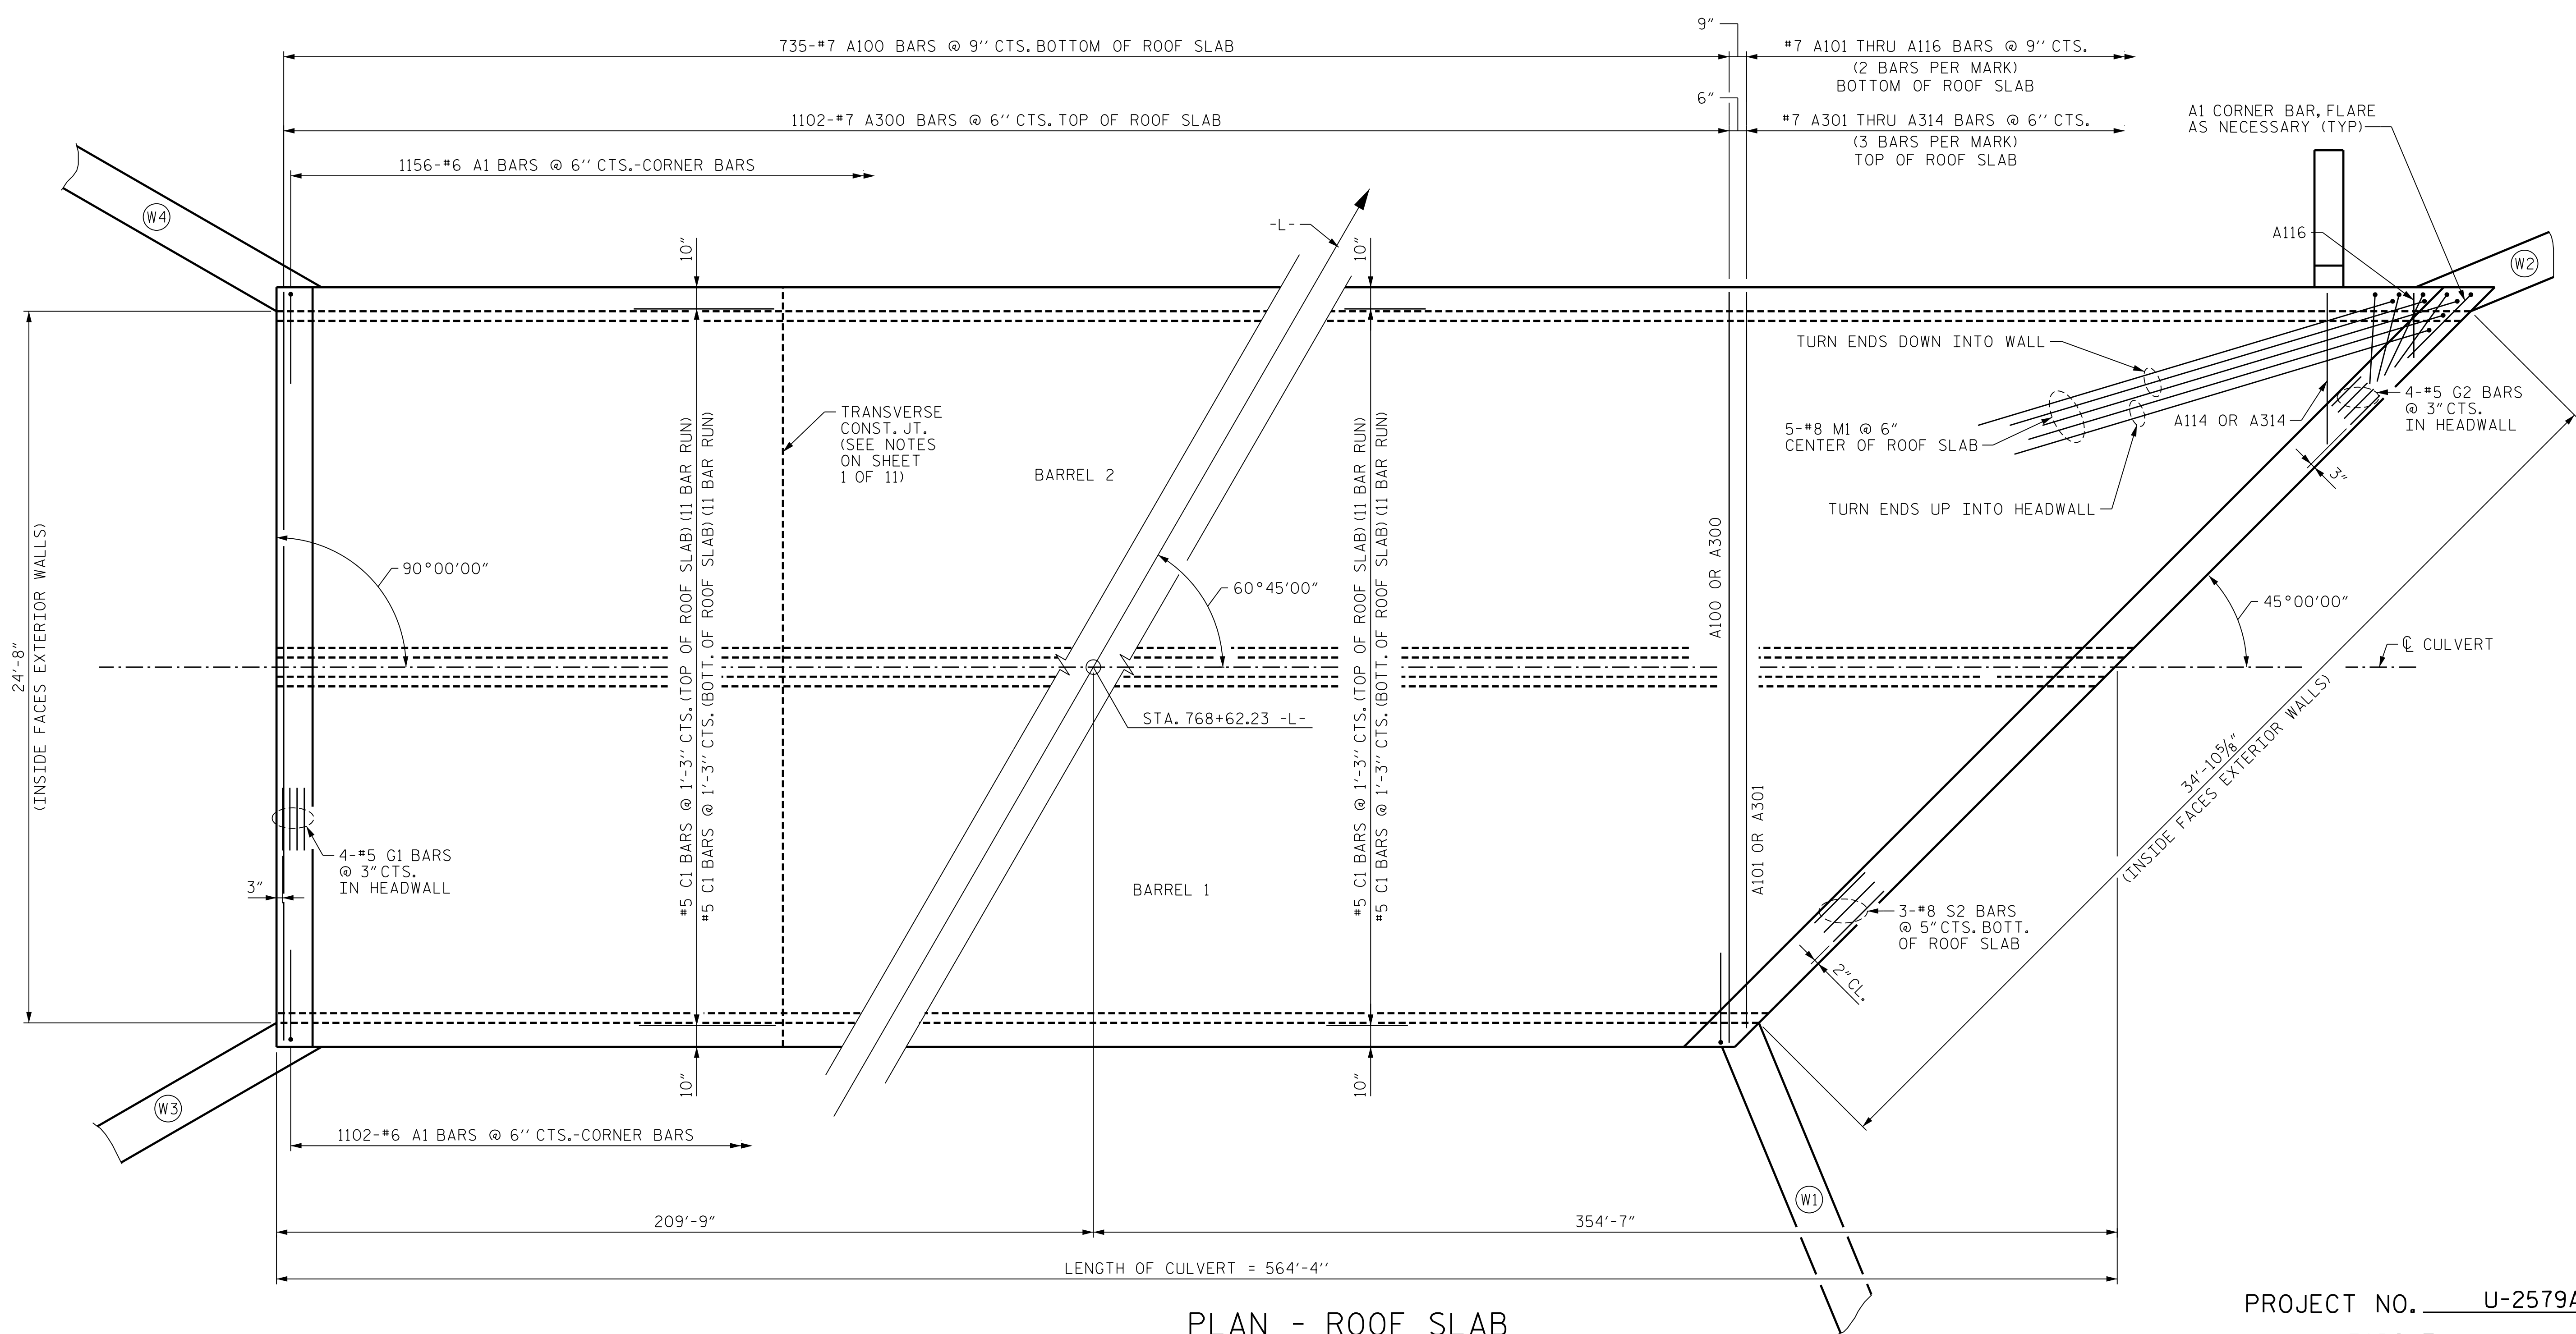 9"
735-#7 A100 BARS @ 9'' CTS. BOTTOM OF ROOF SLAB
#7 A101 THRU A116 BARS @ 9'' CTS.
(2 BARS PER MARK)
BOTTOM OF ROOF SLAB
6"
1102-#7 A300 BARS @ 6'' CTS. TOP OF ROOF SLAB
#7 A301 THRU A314 BARS @ 6'' CTS.
(3 BARS PER MARK)
TOP OF ROOF SLAB
A1 CORNER BAR, FLARE
AS NECESSARY (TYP)
1156-#6 A1 BARS @ 6'' CTS.-CORNER BARS
W4
-L-
10"
10"
A116
W2
TURN ENDS DOWN INTO WALL
4-#5 G2 BARS
@ 3" CTS.
IN HEADWALL
A114 OR A314
5-#8 M1 @ 6"
CENTER OF ROOF SLAB
3"
TURN ENDS UP INTO HEADWALL
TRANSVERSE
CONST. JT.
(SEE NOTES
ON SHEET
1 OF 11)
BARREL 2
#5 C1 BARS @ 1'-3'' CTS. (TOP OF ROOF SLAB) (11 BAR RUN)
#5 C1 BARS @ 1'-3'' CTS. (BOTT. OF ROOF SLAB) (11 BAR RUN)
#5 C1 BARS @ 1'-3'' CTS. (TOP OF ROOF SLAB) (11 BAR RUN)
#5 C1 BARS @ 1'-3'' CTS. (BOTT. OF ROOF SLAB) (11 BAR RUN)
A100 OR A300
90°00'00"
60°45'00"
45°00'00"
24'-8"
(INSIDE FACES EXTERIOR WALLS)
℄ CULVERT
STA. 768+62.23 -L-
34'-10⅝"
(INSIDE FACES EXTERIOR WALLS)
A101 OR A301
4-#5 G1 BARS
@ 3" CTS.
IN HEADWALL
3"
BARREL 1
3-#8 S2 BARS
@ 5" CTS. BOTT.
OF ROOF SLAB
2" CL.
10"
10"
W3
1102-#6 A1 BARS @ 6'' CTS.-CORNER BARS
W1
209'-9"
354'-7"
LENGTH OF CULVERT = 564'-4''
PLAN - ROOF SLAB
PROJECT NO. U-2579A